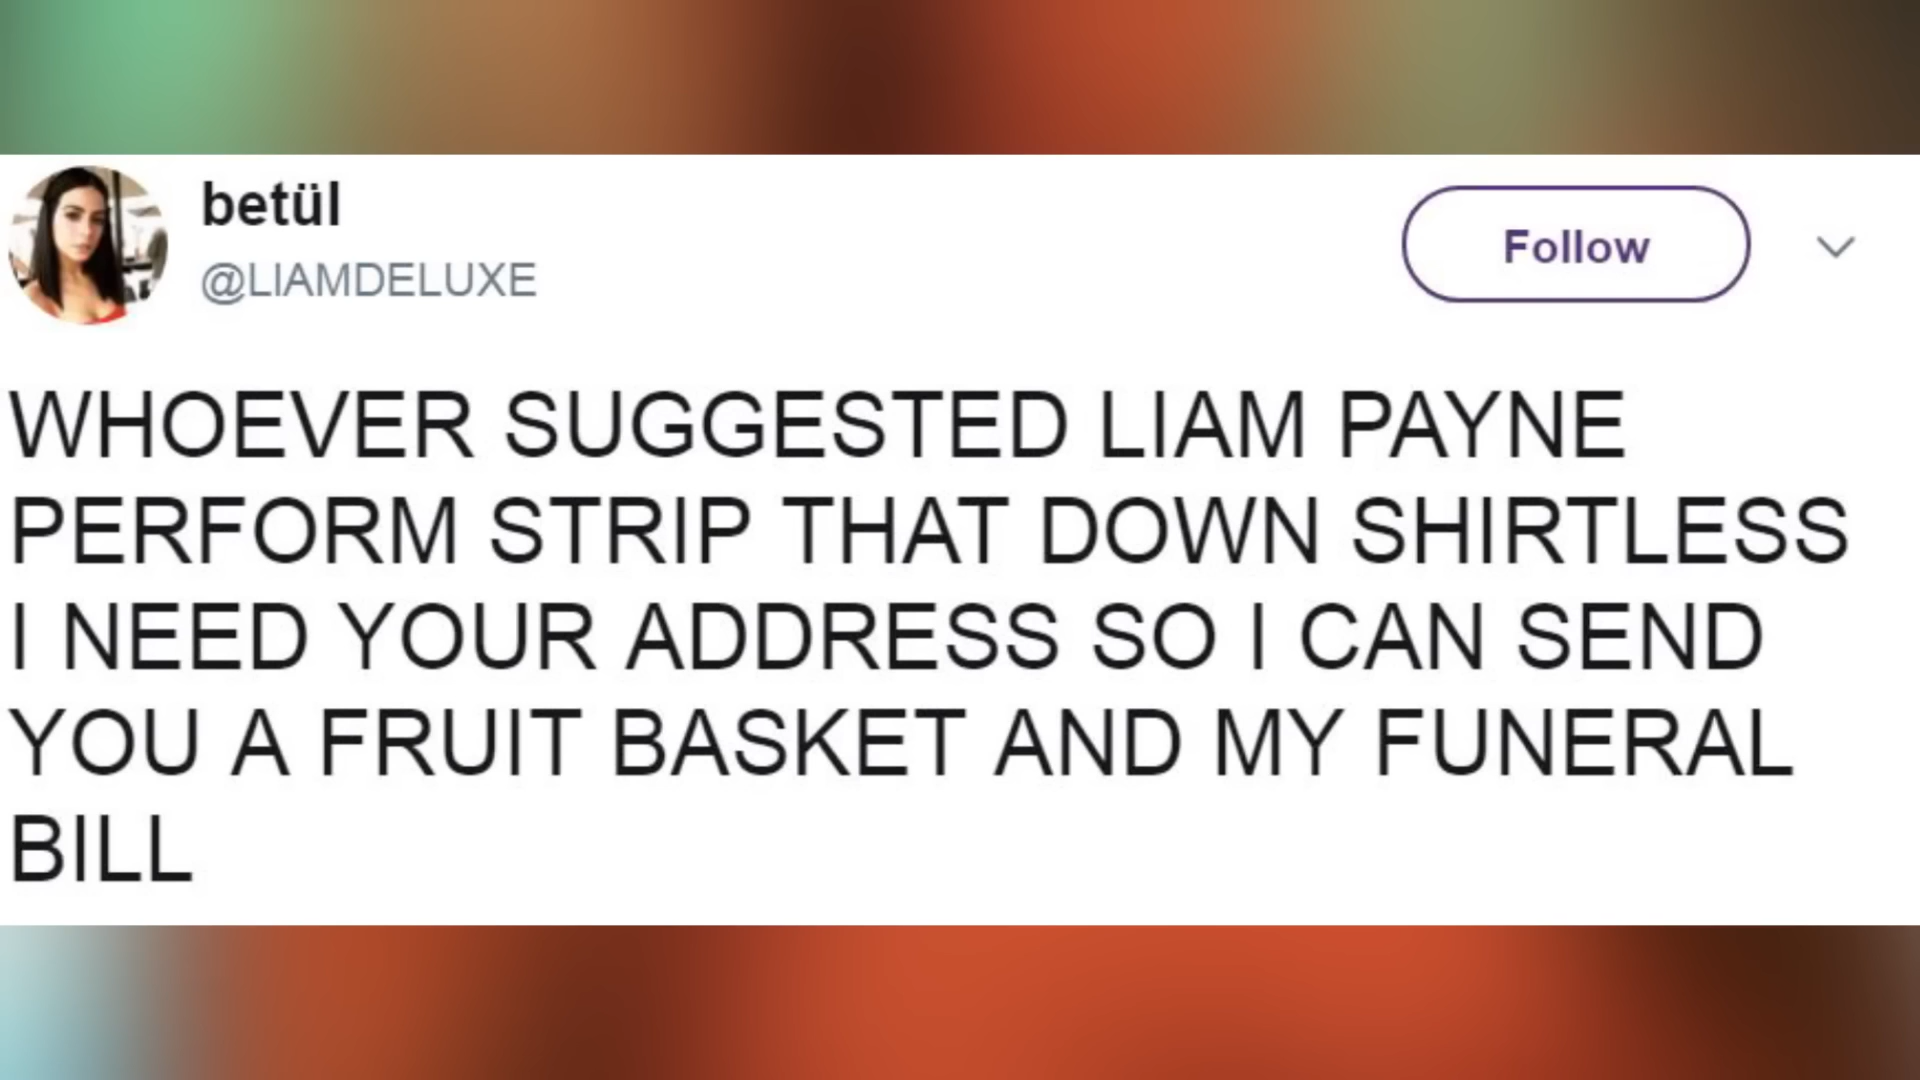 betül
@LIAMDELUXE
Follow
WHOEVER SUGGESTED LIAM PAYNE
PERFORM STRIP THAT DOWN SHIRTLESS
I NEED YOUR ADDRESS SO I CAN SEND
YOU A FRUIT BASKET AND MY FUNERAL
BILL